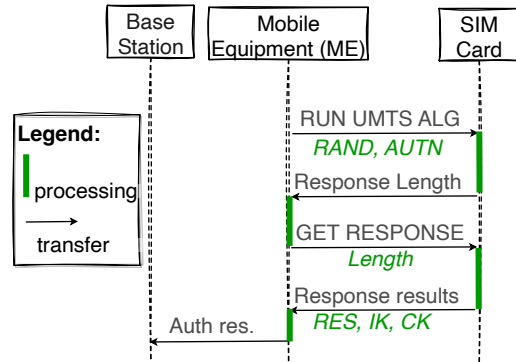 Base
Station
Mobile
Equipment (ME)
SIM
Card
RUN UMTS ALG
RAND, AUTN
Legend:
processing
transfer
Response Length
GET RESPONSE
Length
Response results
RES, IK, CK
Auth res.